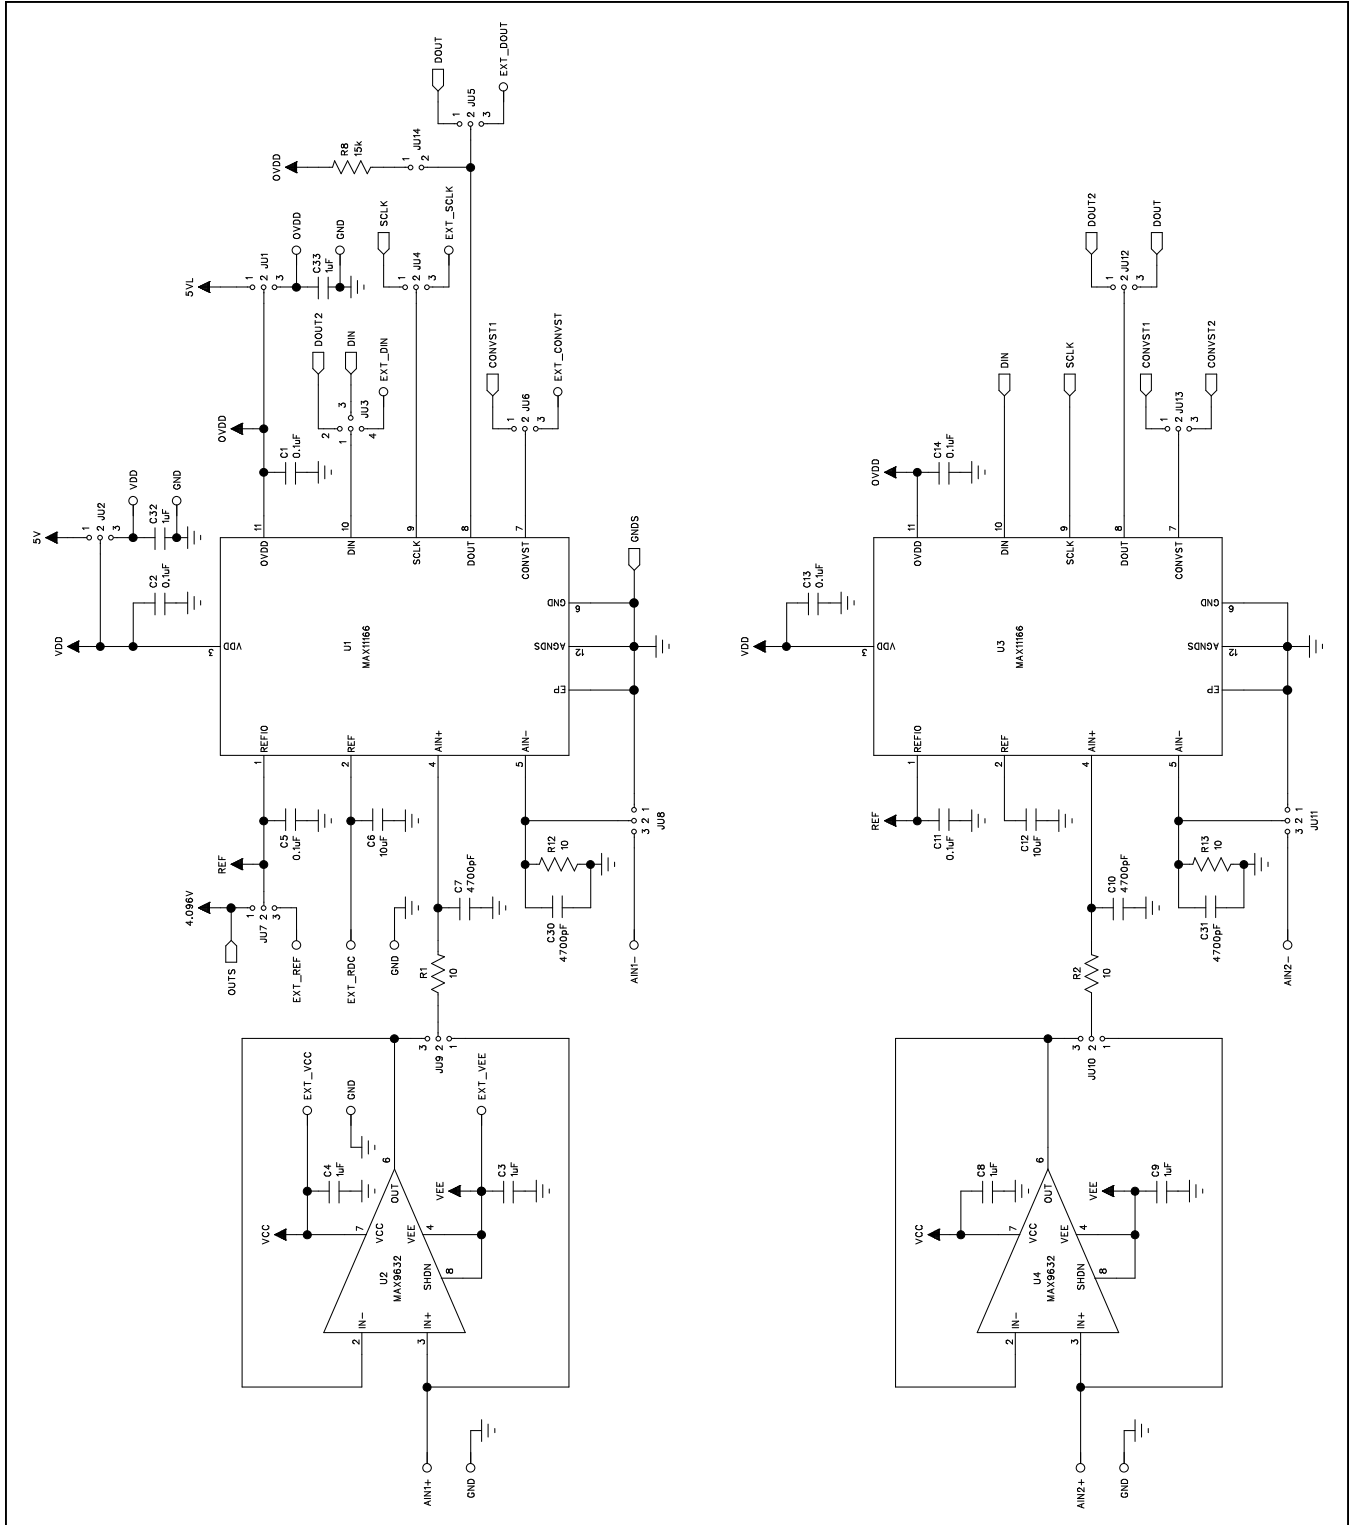 DOUT
EXT_DOUT
1
2
3
JU5
OVDD
R8
15k
1
2
JU14
SCLK
EXT_SCLK
1
2
3
JU4
5VL
1
2
3
JU1
OVDD
GND
C33
1uF
DOUT2
DIN
EXT_DIN
2
3
1
4
JU3
CONVST1
EXT_CONVST
1
2
3
JU6
OVDD
C1
0.1uF
5V
1
2
3
JU2
VDD
GND
C32
1uF
C2
0.1uF
VDD
3
VDD
11
OVDD
10
DIN
9
SCLK
8
DOUT
7
CONVST
U1
MAX11166
GND
6
AGNDS
12
EP
GNDS
REFIO
1
REF
2
AIN+
4
AIN-
5
REF
C5
0.1uF
C6
10uF
4.096V
OUTS
1
2
3
JU7
EXT_REF
EXT_RDC
GND
C7
4700pF
R12
10
C30
4700pF
1
2
3
JU8
AIN1-
R1
10
3
2
1
JU9
EXT_VCC
GND
EXT_VEE
C4
1uF
C3
1uF
VCC
VEE
6
OUT
7
VCC
4
VEE
8
SHDN
U2
MAX9632
IN-
2
IN+
3
AIN1+
GND
DOUT2
DOUT
1
2
3
JU12
DIN
SCLK
CONVST1
CONVST2
1
2
3
JU13
OVDD
C14
0.1uF
VDD
C13
0.1uF
3
VDD
11
OVDD
10
DIN
9
SCLK
8
DOUT
7
CONVST
U3
MAX11166
GND
6
AGNDS
12
EP
REFIO
1
REF
2
AIN+
4
AIN-
5
REF
C11
0.1uF
C12
10uF
C10
4700pF
R13
10
C31
4700pF
1
2
3
JU11
AIN2-
R2
10
3
2
1
JU10
C8
1uF
C9
1uF
VCC
VEE
6
OUT
7
VCC
4
VEE
8
SHDN
U4
MAX9632
IN-
2
IN+
3
AIN2+
GND